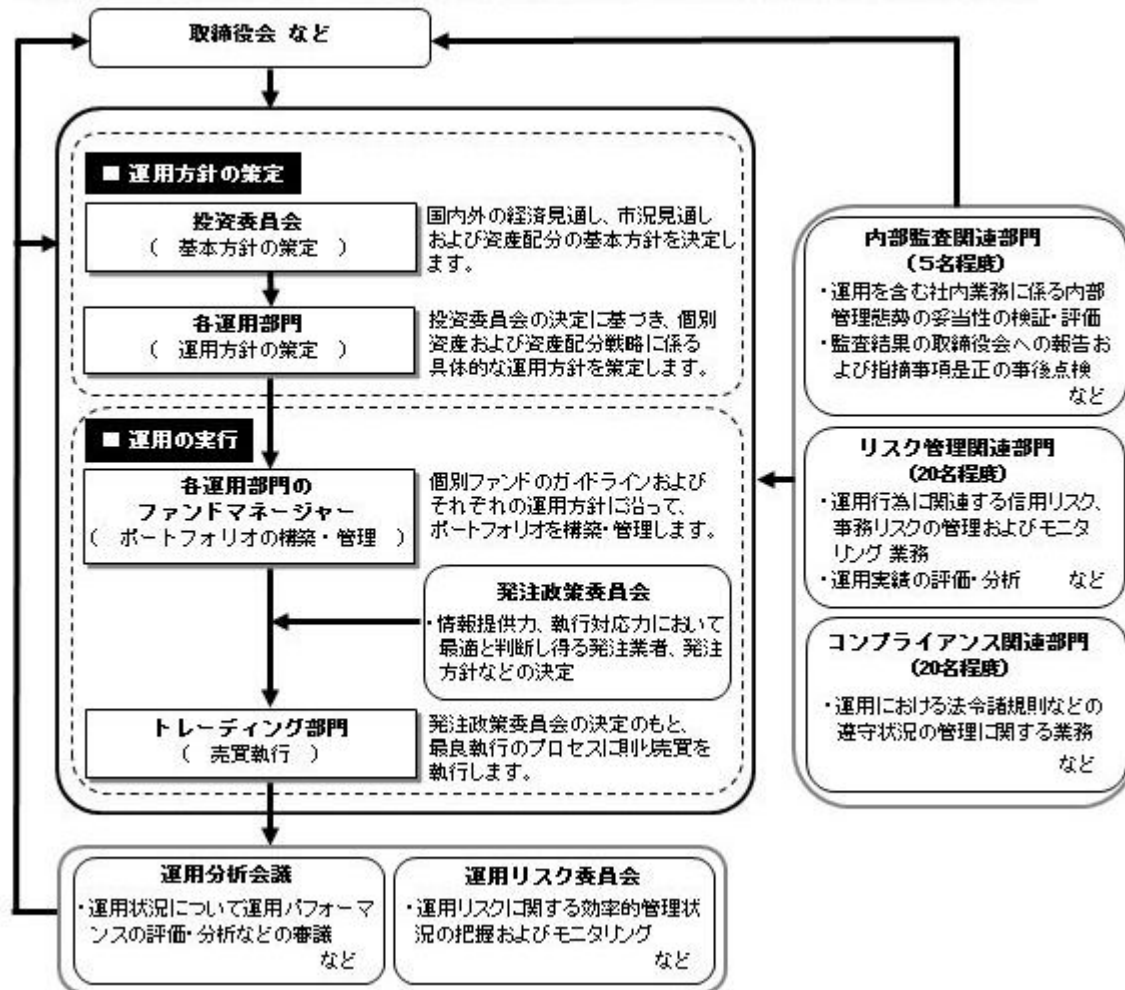 取締役会 など
■ 運用方針の策定
投資委員会
( 基本方針の策定 )
国内外の経済見通し、市況見通し
および資産配分の基本方針を決定し
ます。
各運用部門
( 運用方針の策定 )
投資委員会の決定に基づき、個別
資産および資産配分戦略に係る
具体的な運用方針を策定します。
■ 運用の実行
各運用部門の
ファンドマネージャー
( ポートフォリオの構築・管理 )
個別ファンドのガイドラインおよび
それぞれの運用方針に沿って、
ポートフォリオを構築・管理します。
発注政策委員会
・情報提供力、執行対応力において
最適と判断し得る発注業者、発注
方針などの決定
トレーディング部門
( 売買執行 )
発注政策委員会の決定のもと、
最良執行のプロセスに則り売買を
執行します。
運用分析会議
・運用状況について運用パフォーマ
ンスの評価・分析などの審議
など
運用リスク委員会
・運用リスクに関する効率的管理状
況の把握およびモニタリング
など
内部監査関連部門
(5名程度)
・運用を含む社内業務に係る内部
管理態勢の妥当性の検証・評価
・監査結果の取締役会への報告お
よび指摘事項是正の事後点検
など
リスク管理関連部門
(20名程度)
・運用行為に関連する信用リスク、
事務リスクの管理およびモニタ
リング 業務
・運用実績の評価・分析 など
コンプライアンス関連部門
(20名程度)
・運用における法令諸規則などの
遵守状況の管理に関する業務
など